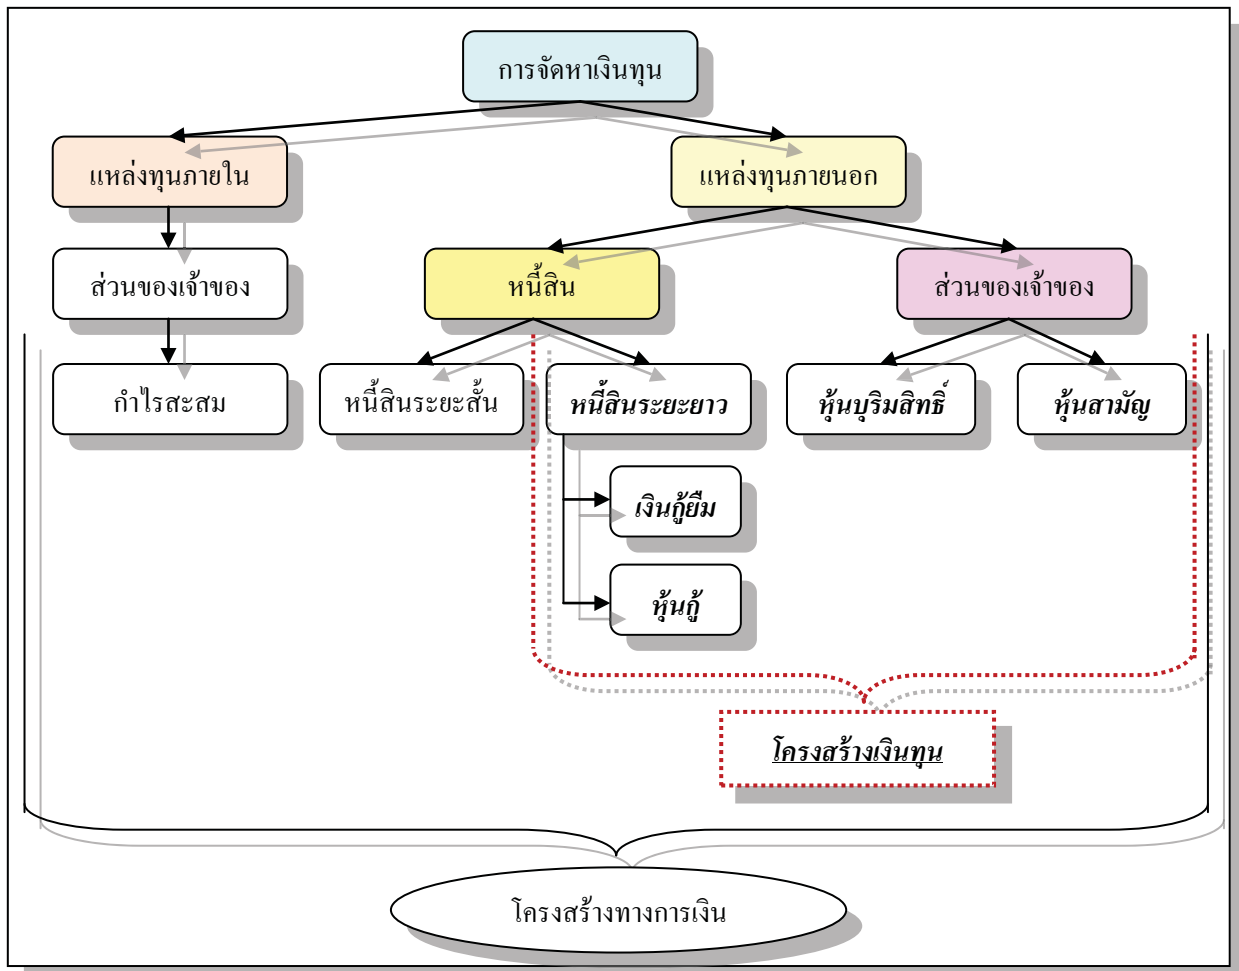 การจัดหาเงินทุน
แหล่งทุนภายใน
แหล่งทุนภายนอก
ส่วนของเจ้าของ
หนี้สิน
ส่วนของเจ้าของ
กำไรสะสม
หนี้สินระยะสั้น
หนี้สินระยะยาว
หุ้นบุริมสิทธิ์
หุ้นสามัญ
เงินกู้ยืม
หุ้นกู้
โครงสร้างเงินทุน
โครงสร้างทางการเงิน